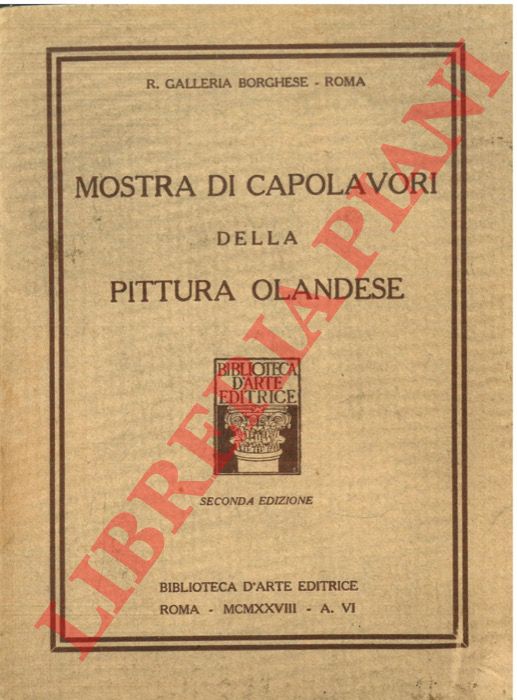 R. GALLERIA BORGHESE - ROMA
MOSTRA DI CAPOLAVORI
DELLA
PITTURA OLANDESE
BIBLIOTECA
D'ARTE
EDITRICE
SECONDA EDIZIONE
BIBLIOTECA D'ARTE EDITRICE
ROMA - MCMXXVIII - A. VI
LIBRERIA PIANI